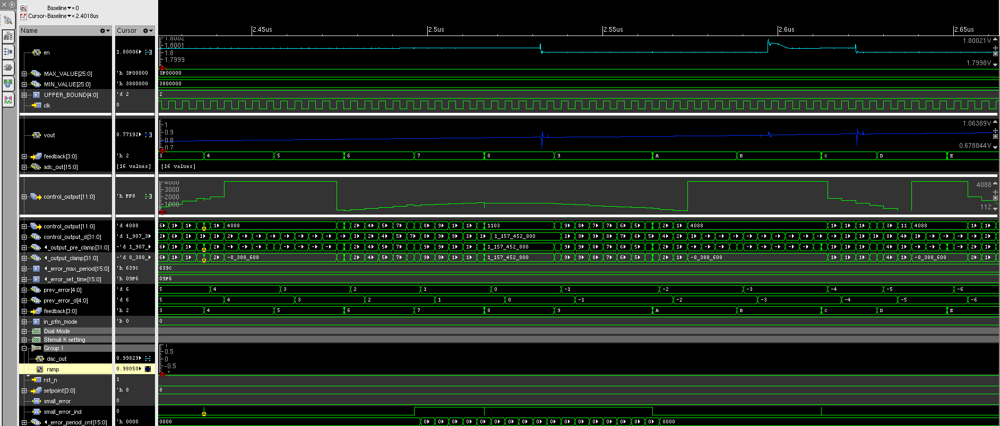 Baseline▼= 0
Cursor-Baseline▼= 2.4018us
Name Cursor 2.45us 2.5us 2.55us 2.6us 2.65us
1.8002
1.8001 1.80021V
en 1.80006 1.8
1.7999 1.7998V
MAX_VALUE[25:0] 'h 3F00000 3F00000
MIN_VALUE[25:0] 'h 3800000 3800000
UPPER_BOUND[4:0] 'd 2 2
clk 0
1 1.06389V
0.9
vout 0.77192 0.8
0.7 0.678844V
feedback[3:0] 'h 2 3 4 5 6 7 8 9 A B C D E
adc_out[15:0] [16 values] [16 values]
4000 4088
3000
control_output[11:0] 'h FF8 2000
1000 112
control_output[11:0] 'd 4088 6 1 1 1 4088 2 4 5 7 8 9 1 1 1103 9 8 7 6 5 2 1 4088 1 1 1 3 11 4088 1 1
control_output_d[31:0] 'd 1_907_3 2 6 1 1 2 1 2 4 5 7 8 9 1 1 1_157_452_800 1 9 8 7 6 5 4 2 1 2 1
_output_pre_clamp[31:0] -'d 1_907_ 6 1 1 2 2 4 5 7 9 9 1 1 1_157_452_800 9 9 8 7 6 5 2 1 1 1 1 4 1 2 1
_output_clamp[31:0] -'d 8_388_ 6 1 1 2 -8_388_608 2 4 5 7 9 9 1 1 1_157_452_800 9 9 8 7 6 5 2 1 -8_388_608 1 1 1 4 1 -8_388_608 2 1
_error_max_period[15:0] 'h 639C 639C
_error_set_time[15:0] 'h 09F6 09F6
prev_error[4:0] 'd 6 5 4 3 2 1 0 -1 -2 -3 -4 -5 -6
prev_error_d[4:0] 'd 6 5 4 3 2 1 0 -1 -2 -3 -4 -5 -6
feedback[3:0] 'h 2 3 4 5 6 7 8 9 A B C D E
in_pfm_mode 'b 0 0
Dual Mode
Stemuli K setting
Group 1 1
0.5
dac_out 0.99829 0
-0.5
ramp 0.98050 -1
rst_n 1
setpoint[3:0] 'h 8 8
small_error 0
small_error_ind 0
_error_period_cnt[15:0] 'h 0000 0000 0 0 0 0 0 0 0 0 0 0 0 0 0 0 0 0 0 0000